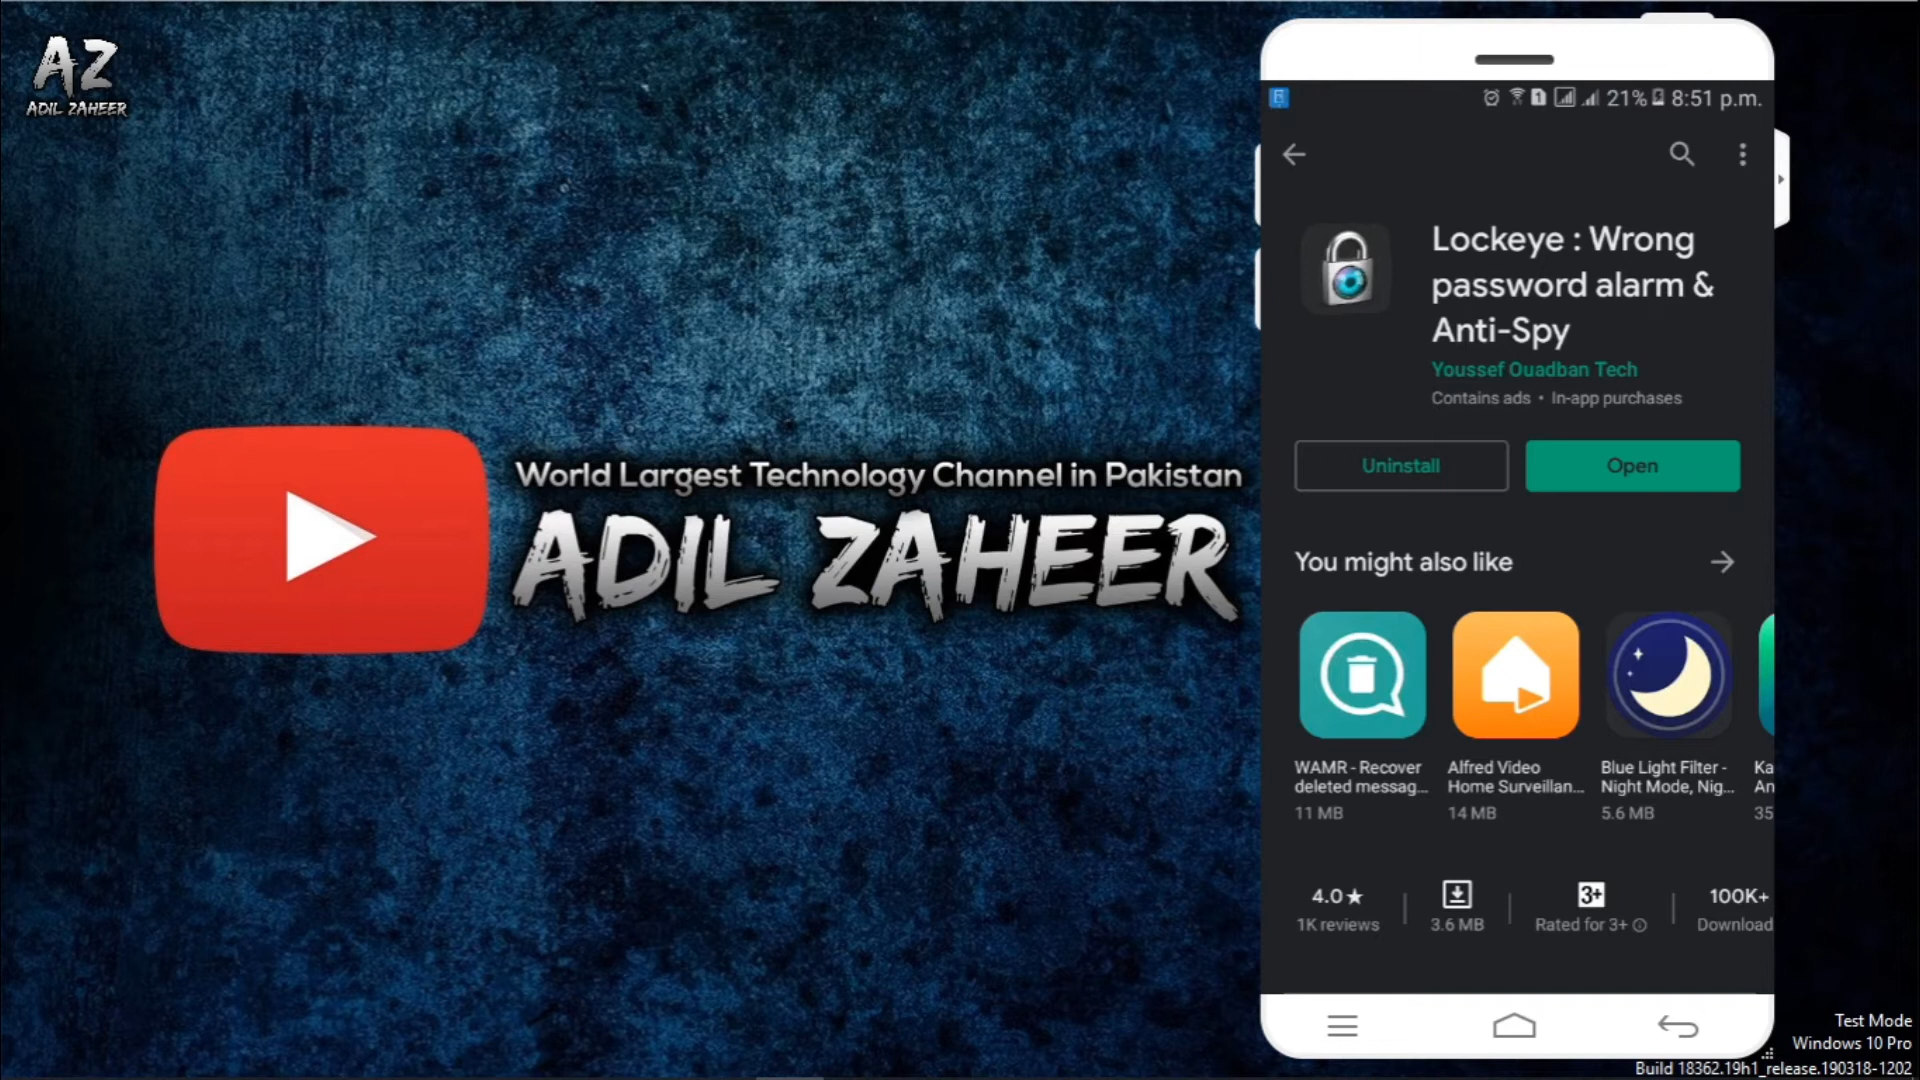 AZ
ADIL ZAHEER
World Largest Technology Channel in Pakistan
ADIL ZAHEER
21% 8:51 p.m.
Lockeye : Wrong
password alarm &
Anti-Spy
Youssef Ouadban Tech
Contains ads • In-app purchases
Uninstall
Open
You might also like
WAMR - Recover
deleted messag...
11 MB
Alfred Video
Home Surveillan...
14 MB
Blue Light Filter -
Night Mode, Nig...
5.6 MB
Ka
An
35
4.0★
1K reviews
3.6 MB
3+
Rated for 3+
100K+
Download
Test Mode
Windows 10 Pro
Build 18362.19h1_release.190318-1202